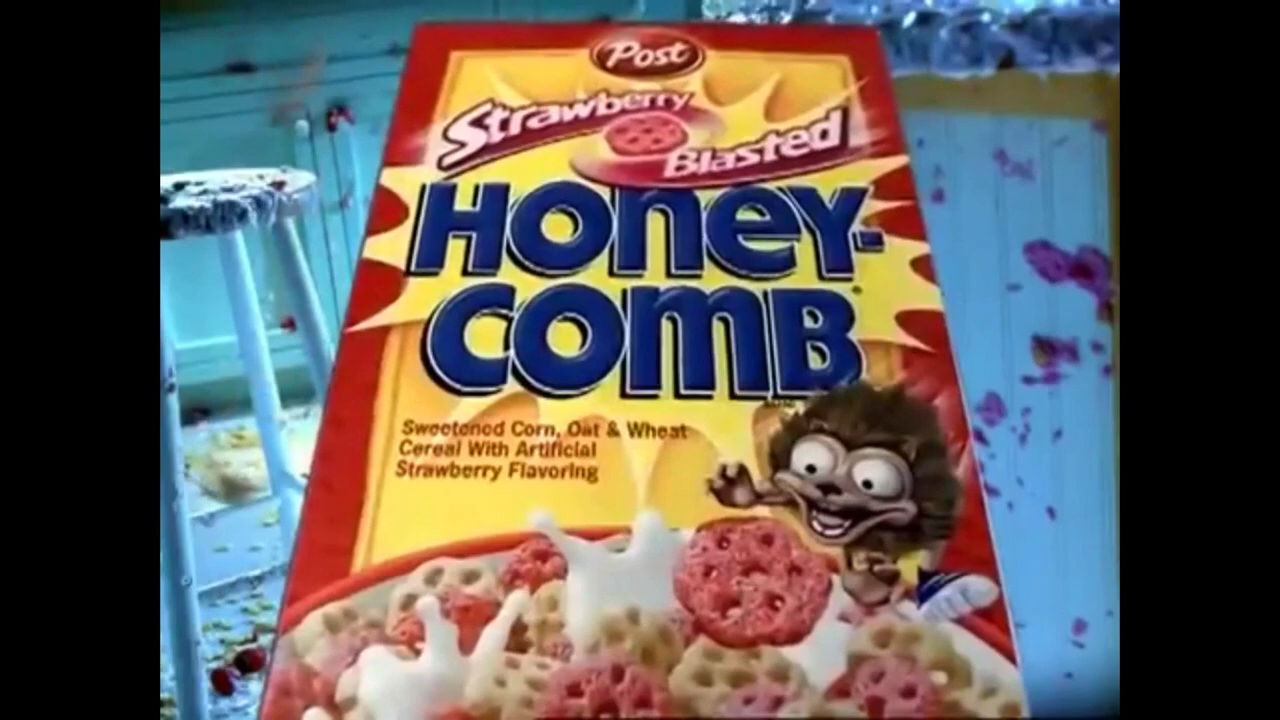 Post
Strawberry
Blasted
HONEY-
COMB
Sweetened Corn, Oat & Wheat
Cereal With Artificial
Strawberry Flavoring